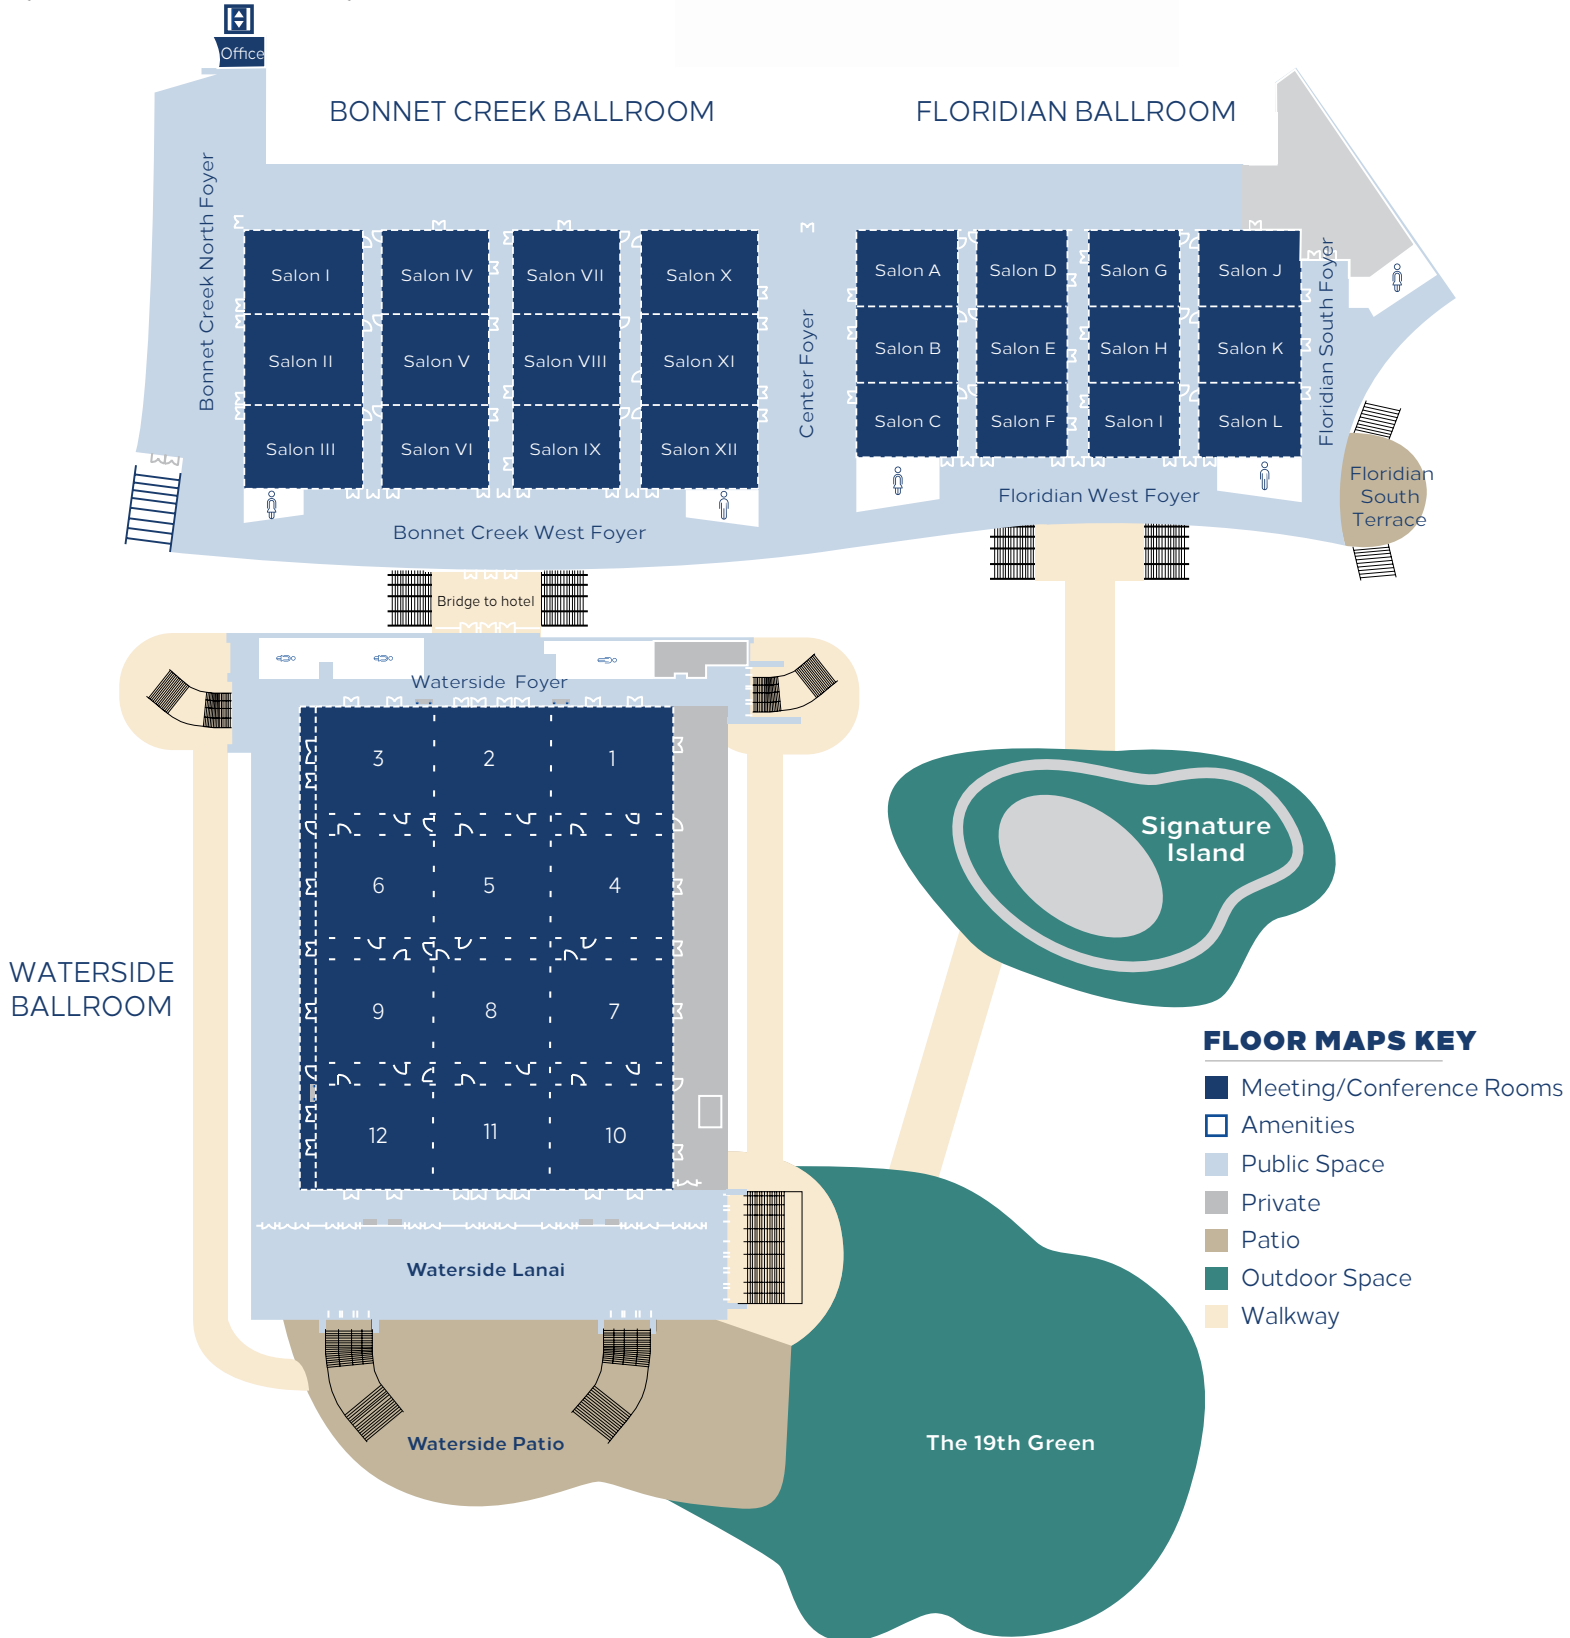 Office
BONNET CREEK BALLROOM
FLORIDIAN BALLROOM
Bonnet Creek North Foyer
Salon I
Salon IV
Salon VII
Salon X
Salon II
Salon V
Salon VIII
Salon XI
Salon III
Salon VI
Salon IX
Salon XII
Center Foyer
Salon A
Salon D
Salon G
Salon J
Salon B
Salon E
Salon H
Salon K
Salon C
Salon F
Salon I
Salon L
Floridian South Foyer
Floridian
South
Terrace
Floridian West Foyer
Bonnet Creek West Foyer
Bridge to hotel
Waterside Foyer
3
2
1
6
5
4
9
8
7
12
11
10
WATERSIDE
BALLROOM
Signature
Island
Waterside Lanai
Waterside Patio
The 19th Green
FLOOR MAPS KEY
Meeting/Conference Rooms
Amenities
Public Space
Private
Patio
Outdoor Space
Walkway